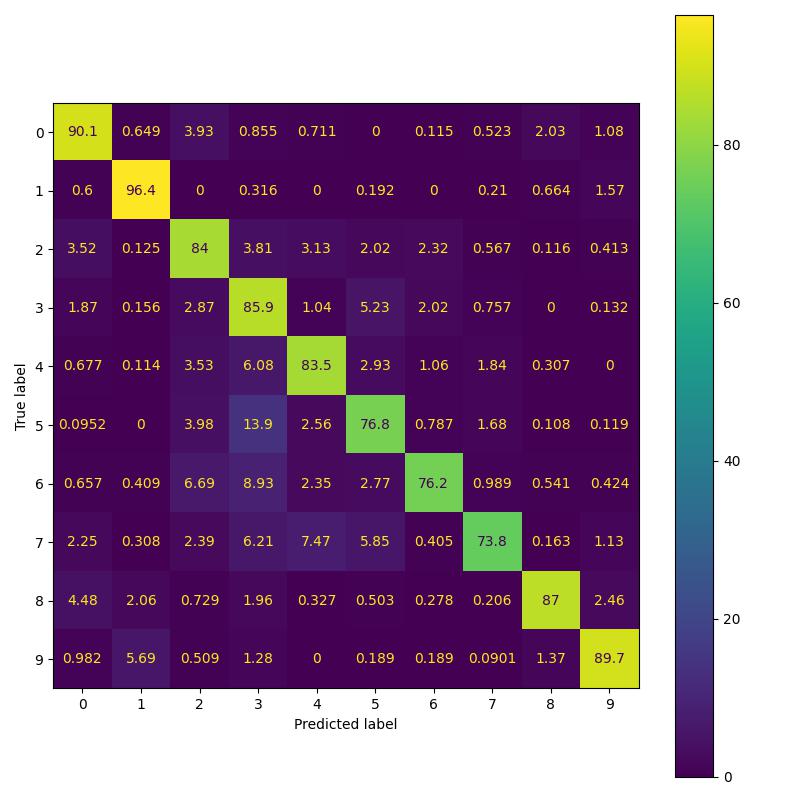 0 90.1 0.649 3.93 0.855 0.711 0 0.115 0.523 2.03 1.08
1 0.6 96.4 0 0.316 0 0.192 0 0.21 0.664 1.57
2 3.52 0.125 84 3.81 3.13 2.02 2.32 0.567 0.116 0.413
3 1.87 0.156 2.87 85.9 1.04 5.23 2.02 0.757 0 0.132
4 0.677 0.114 3.53 6.08 83.5 2.93 1.06 1.84 0.307 0
5 0.0952 0 3.98 13.9 2.56 76.8 0.787 1.68 0.108 0.119
6 0.657 0.409 6.69 8.93 2.35 2.77 76.2 0.989 0.541 0.424
7 2.25 0.308 2.39 6.21 7.47 5.85 0.405 73.8 0.163 1.13
8 4.48 2.06 0.729 1.96 0.327 0.503 0.278 0.206 87 2.46
9 0.982 5.69 0.509 1.28 0 0.189 0.189 0.0901 1.37 89.7
0 1 2 3 4 5 6 7 8 9
Predicted label
True label
80
60
40
20
0